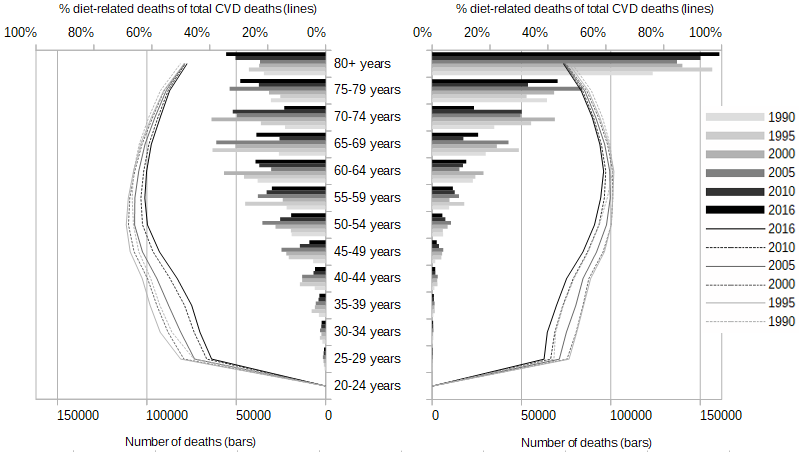 % diet-related deaths of total CVD deaths (lines)
% diet-related deaths of total CVD deaths (lines)
100% 80% 60% 40% 20% 0%
0% 20% 40% 60% 80% 100%
80+ years
75-79 years
70-74 years
65-69 years
60-64 years
55-59 years
50-54 years
45-49 years
40-44 years
35-39 years
30-34 years
25-29 years
20-24 years
1990
1995
2000
2005
2010
2016
2016
2010
2005
2000
1995
1990
150000 100000 50000 0
0 50000 100000 150000
Number of deaths (bars)
Number of deaths (bars)